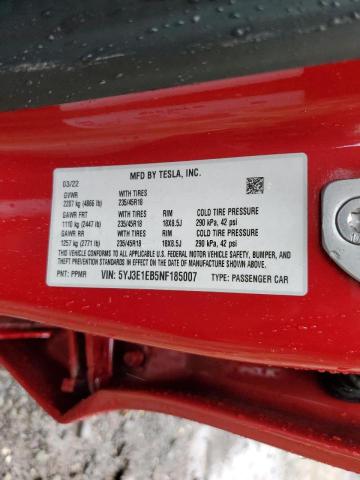 MFD BY TESLA, INC.
03/22
GVWR WITH TIRES
2207 kg (4866 lb) 235/45R18
GAWR FRT WITH TIRES RIM COLD TIRE PRESSURE
1110 kg (2447 lb) 235/45R18 18X8.5J 290 kPa, 42 psi
GAWR RR WITH TIRES RIM COLD TIRE PRESSURE
1257 kg (2771 lb) 235/45R18 18X8.5J 290 kPa, 42 psi
THIS VEHICLE CONFORMS TO ALL APPLICABLE U.S. FEDERAL MOTOR VEHICLE SAFETY, BUMPER, AND
THEFT PREVENTION STANDARDS IN EFFECT ON THE DATE OF MANUFACTURE SHOWN ABOVE.
PNT: PPMR VIN: 5YJ3E1EB5NF185007 TYPE: PASSENGER CAR